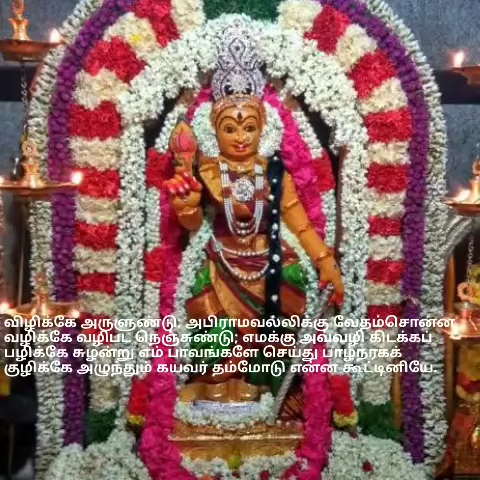 விழிக்கே அருளுண்டு; அபிராமவல்லிக்கு வேதம்சொன்ன
வழிக்கே வழிபட நெஞ்சுண்டு; எமக்கு அவ்வழி கிடக்கப்
பழிக்கே சுழன்று எம் பாவங்களே செய்து பாழ்நரகக்
குழிக்கே அழுந்தும் கயவர் தம்மோடு என்ன கூட்டினியே.